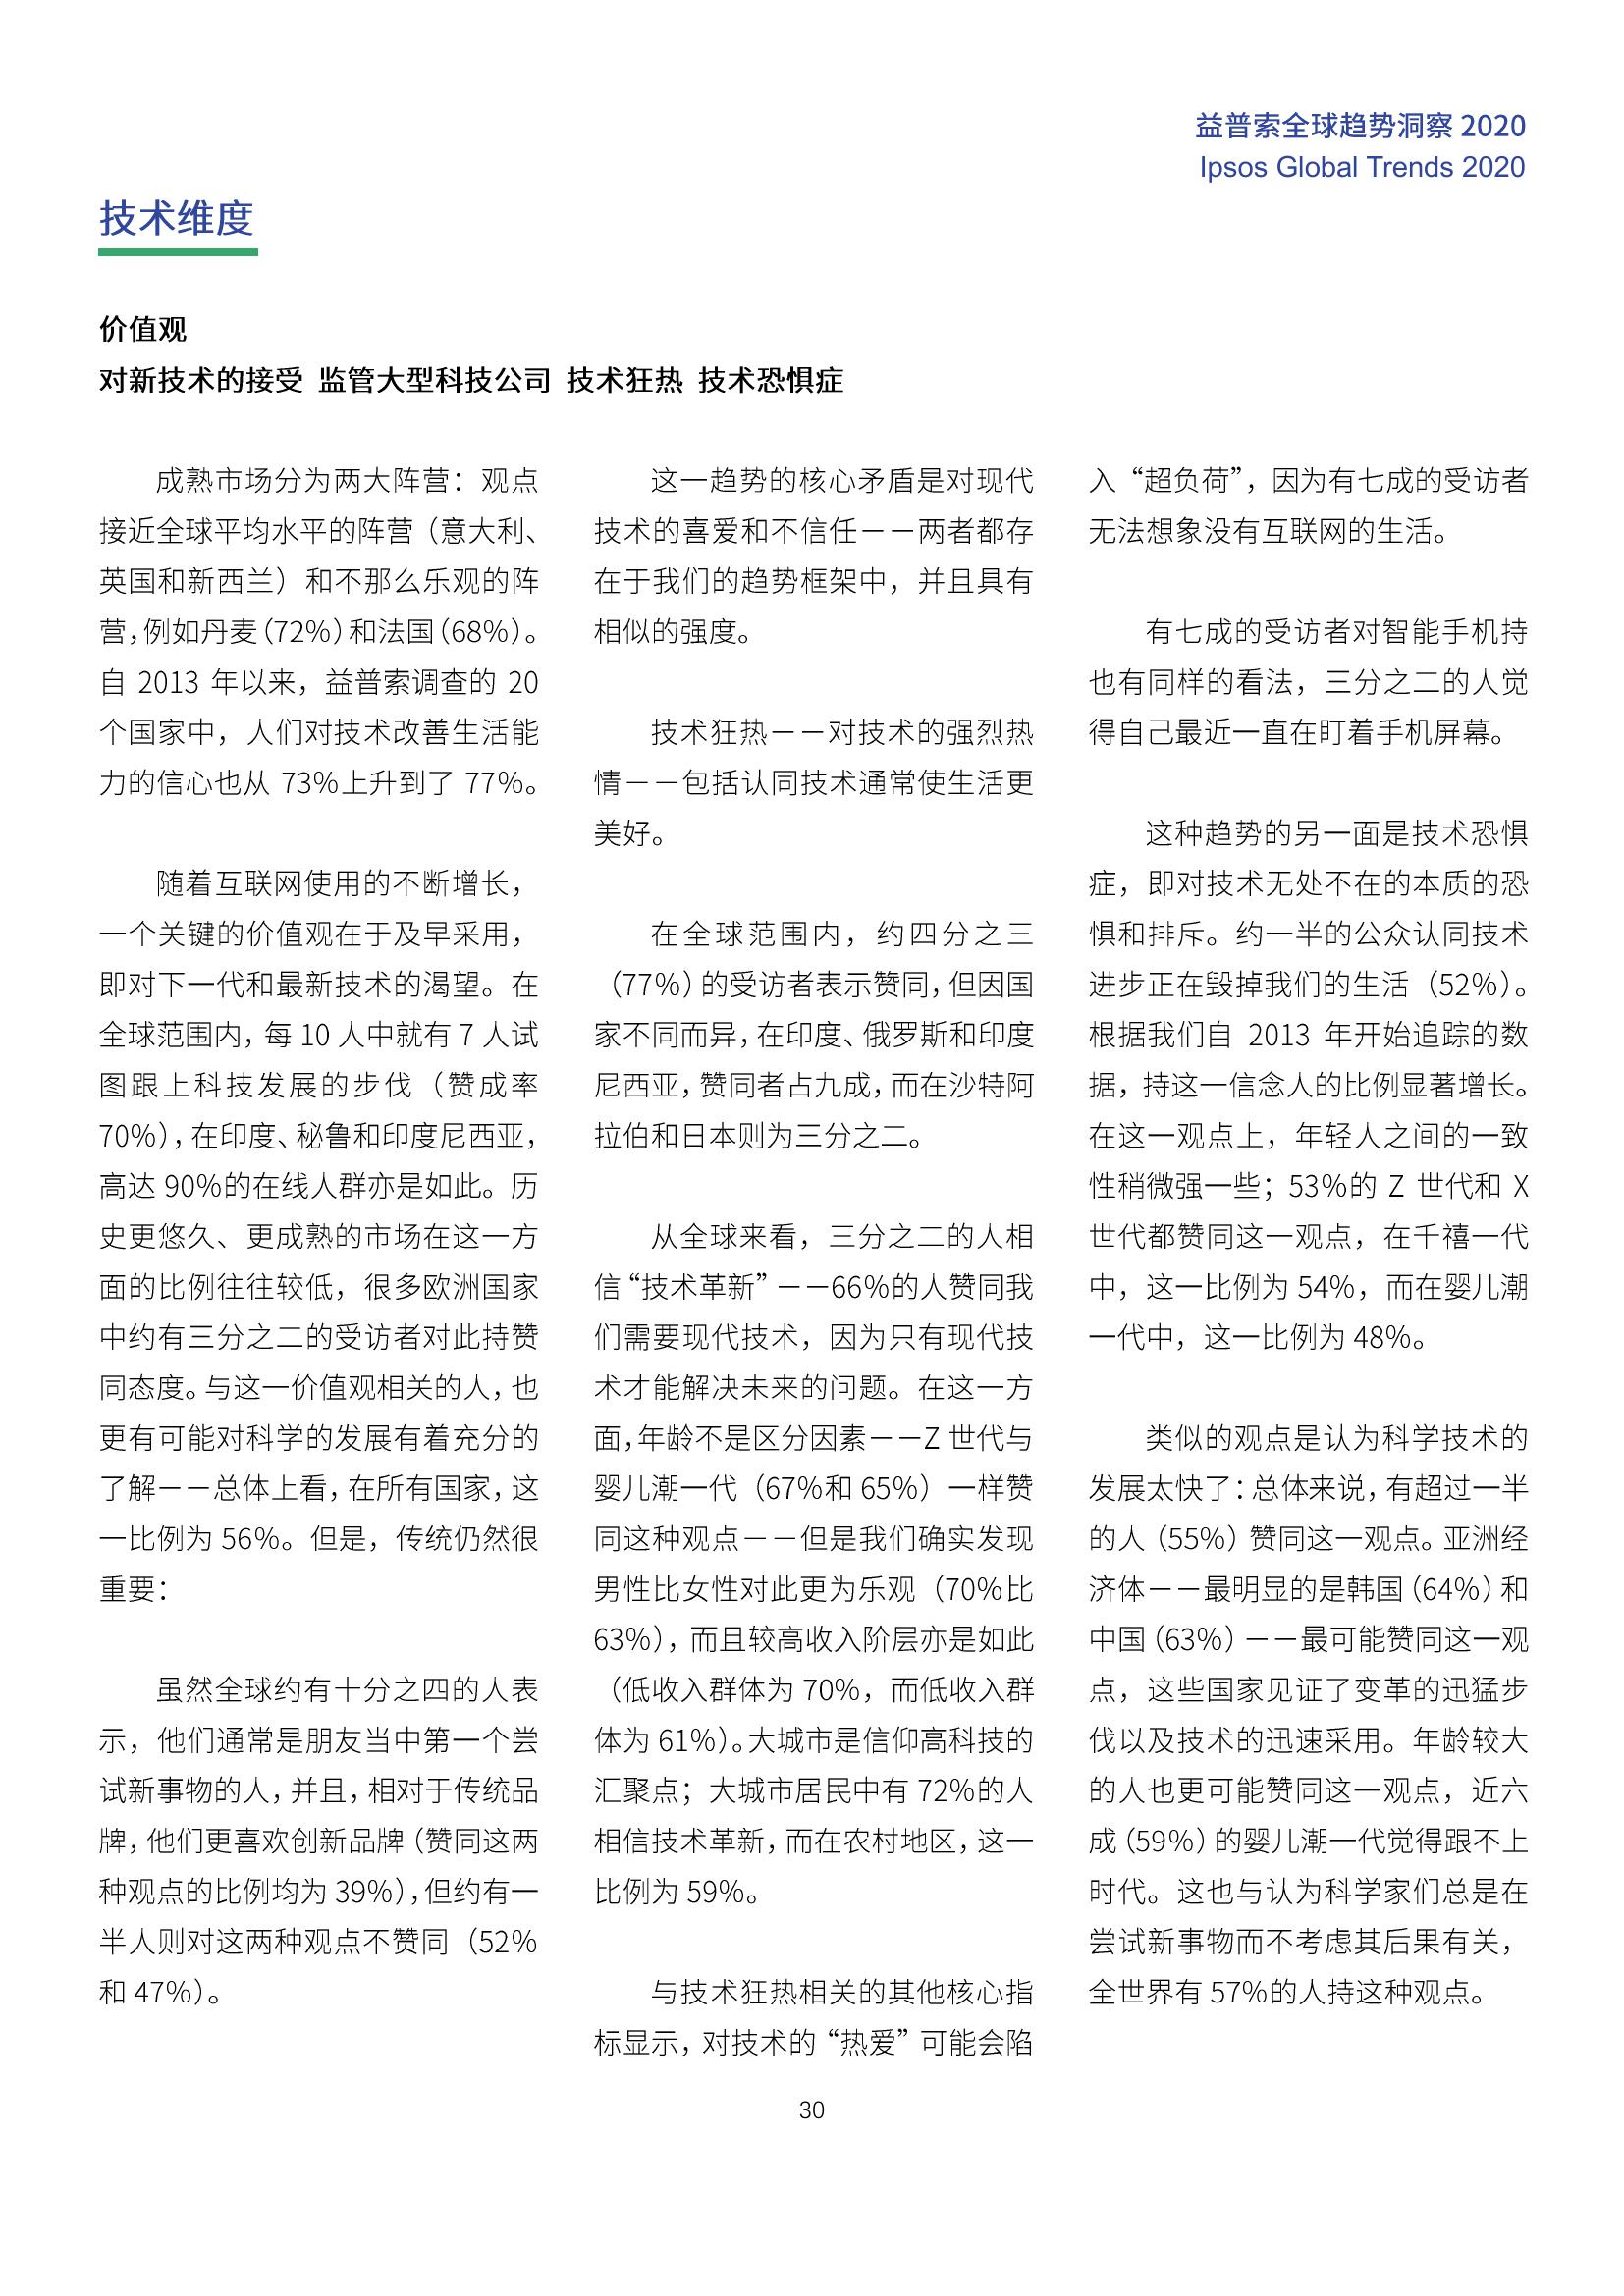 益普索全球趋势洞察 2020
Ipsos Global Trends 2020
技术维度
价值观
对新技术的接受 监管大型科技公司 技术狂热 技术恐惧症
成熟市场分为两大阵营：观点
接近全球平均水平的阵营（意大利、
英国和新西兰）和不那么乐观的阵
营，例如丹麦（72%）和法国（68%）。
自 2013 年以来，益普索调查的 20
个国家中，人们对技术改善生活能
力的信心也从 73%上升到了 77%。
随着互联网使用的不断增长，
一个关键的价值观在于及早采用，
即对下一代和最新技术的渴望。在
全球范围内，每 10 人中就有 7 人试
图跟上科技发展的步伐（赞成率
70%），在印度、秘鲁和印度尼西亚，
高达 90%的在线人群亦是如此。历
史更悠久、更成熟的市场在这一方
面的比例往往较低，很多欧洲国家
中约有三分之二的受访者对此持赞
同态度。与这一价值观相关的人，也
更有可能对科学的发展有着充分的
了解－－总体上看，在所有国家，这
一比例为 56%。但是，传统仍然很
重要：
虽然全球约有十分之四的人表
示，他们通常是朋友当中第一个尝
试新事物的人，并且，相对于传统品
牌，他们更喜欢创新品牌（赞同这两
种观点的比例均为 39%），但约有一
半人则对这两种观点不赞同（52%
和 47%）。
这一趋势的核心矛盾是对现代
技术的喜爱和不信任－－两者都存
在于我们的趋势框架中，并且具有
相似的强度。
技术狂热－－对技术的强烈热
情－－包括认同技术通常使生活更
美好。
在全球范围内，约四分之三
（77%）的受访者表示赞同，但因国
家不同而异，在印度、俄罗斯和印度
尼西亚，赞同者占九成，而在沙特阿
拉伯和日本则为三分之二。
从全球来看，三分之二的人相
信“技术革新”－－66%的人赞同我
们需要现代技术，因为只有现代技
术才能解决未来的问题。在这一方
面，年龄不是区分因素－－Z 世代与
婴儿潮一代（67%和 65%）一样赞
同这种观点－－但是我们确实发现
男性比女性对此更为乐观（70%比
63%），而且较高收入阶层亦是如此
（低收入群体为 70%，而低收入群
体为 61%）。大城市是信仰高科技的
汇聚点；大城市居民中有 72%的人
相信技术革新，而在农村地区，这一
比例为 59%。
与技术狂热相关的其他核心指
标显示，对技术的“热爱”可能会陷
入“超负荷”，因为有七成的受访者
无法想象没有互联网的生活。
有七成的受访者对智能手机持
也有同样的看法，三分之二的人觉
得自己最近一直在盯着手机屏幕。
这种趋势的另一面是技术恐惧
症，即对技术无处不在的本质的恐
惧和排斥。约一半的公众认同技术
进步正在毁掉我们的生活（52%）。
根据我们自 2013 年开始追踪的数
据，持这一信念人的比例显著增长。
在这一观点上，年轻人之间的一致
性稍微强一些；53%的 Z 世代和 X
世代都赞同这一观点，在千禧一代
中，这一比例为 54%，而在婴儿潮
一代中，这一比例为 48%。
类似的观点是认为科学技术的
发展太快了：总体来说，有超过一半
的人（55%）赞同这一观点。亚洲经
济体－－最明显的是韩国（64%）和
中国（63%）－－最可能赞同这一观
点，这些国家见证了变革的迅猛步
伐以及技术的迅速采用。年龄较大
的人也更可能赞同这一观点，近六
成（59%）的婴儿潮一代觉得跟不上
时代。这也与认为科学家们总是在
尝试新事物而不考虑其后果有关，
全世界有 57%的人持这种观点。
30